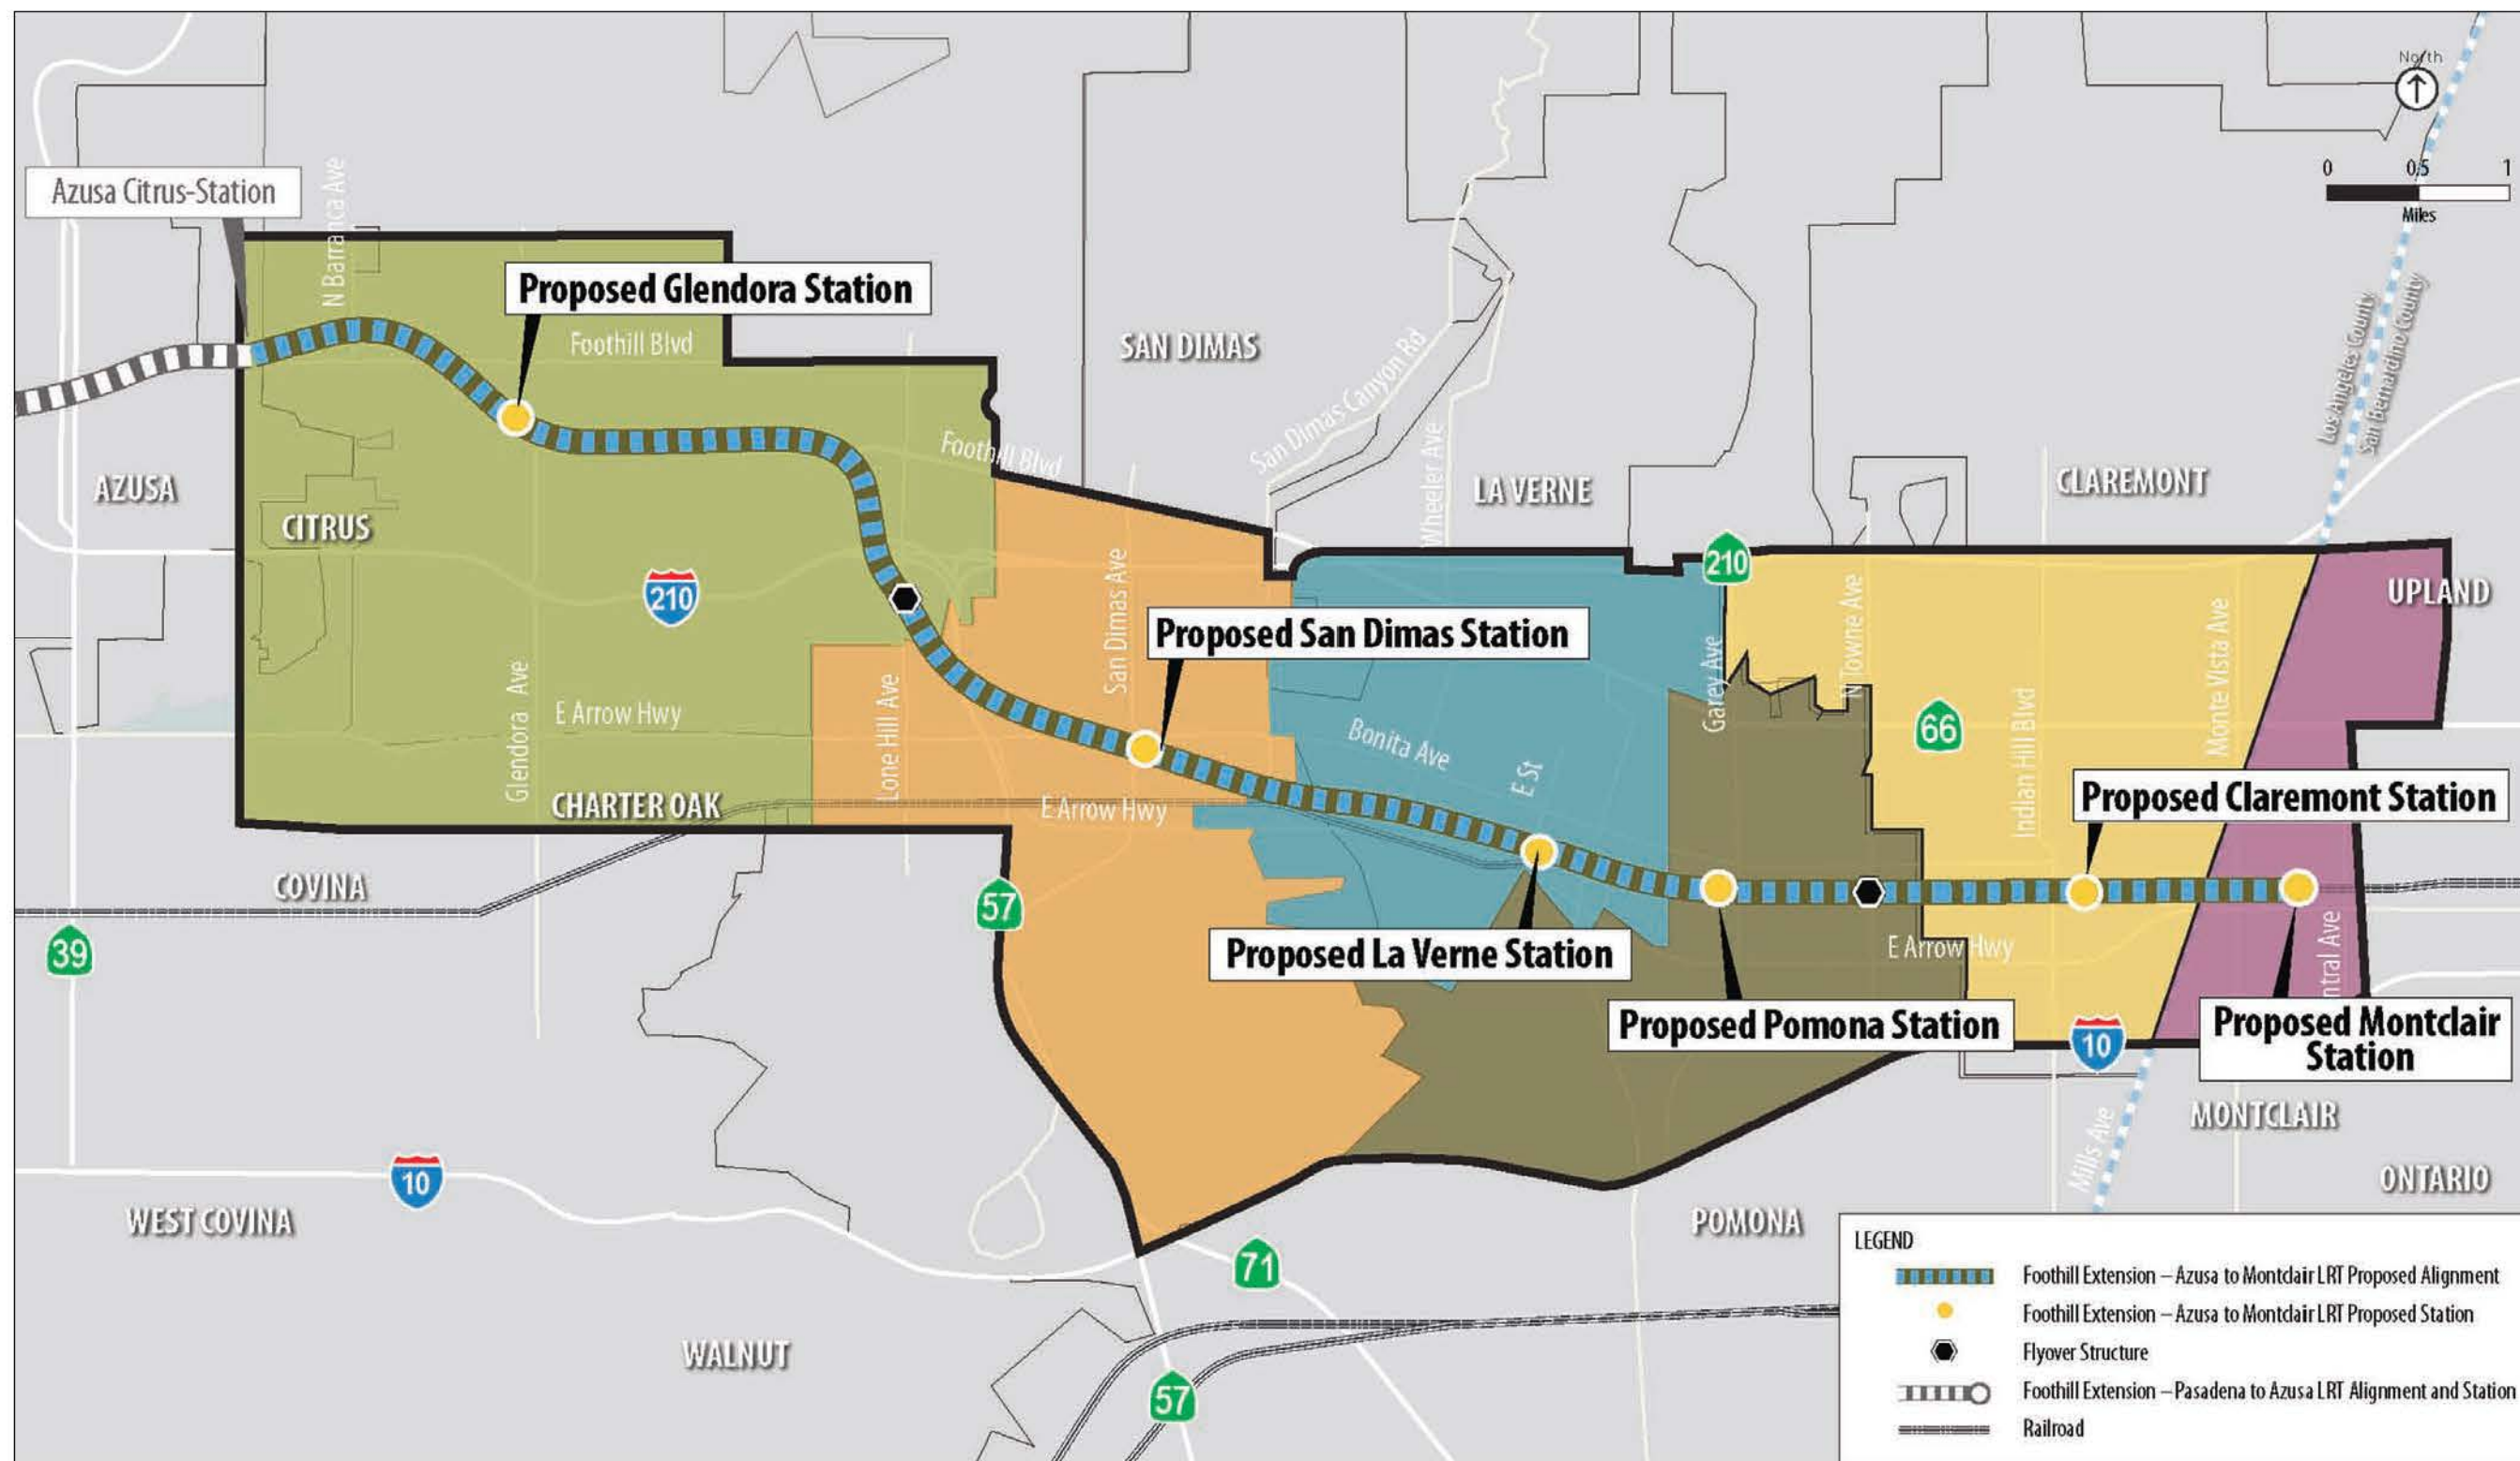 North
0 0.5 1
Miles
Azusa Citrus-Station
N Barranca Ave
Proposed Glendora Station
Foothill Blvd
SAN DIMAS
San Dimas Canyon Rd
Wheeler Ave
Los Angeles County
San Bernardino County
Foothill Blvd
AZUSA
CITRUS
LA VERNE
CLAREMONT
210
210
San Dimas Ave
N Towne Ave
UPLAND
Proposed San Dimas Station
Garey Ave
Monte Vista Ave
Glendora Ave
E Arrow Hwy
Lone Hill Ave
Bonita Ave
66
Indian Hill Blvd
E St
CHARTER OAK
E Arrow Hwy
Proposed Claremont Station
COVINA
57
39
E Arrow Hwy
Proposed La Verne Station
ntral Ave
Proposed Pomona Station
10
Proposed Montclair
Station
MONTCLAIR
Mills Ave
10
ONTARIO
WEST COVINA
POMONA
71
WALNUT
57
LEGEND
Foothill Extension – Azusa to Montclair LRT Proposed Alignment
Foothill Extension – Azusa to Montclair LRT Proposed Station
Flyover Structure
Foothill Extension – Pasadena to Azusa LRT Alignment and Station
Railroad